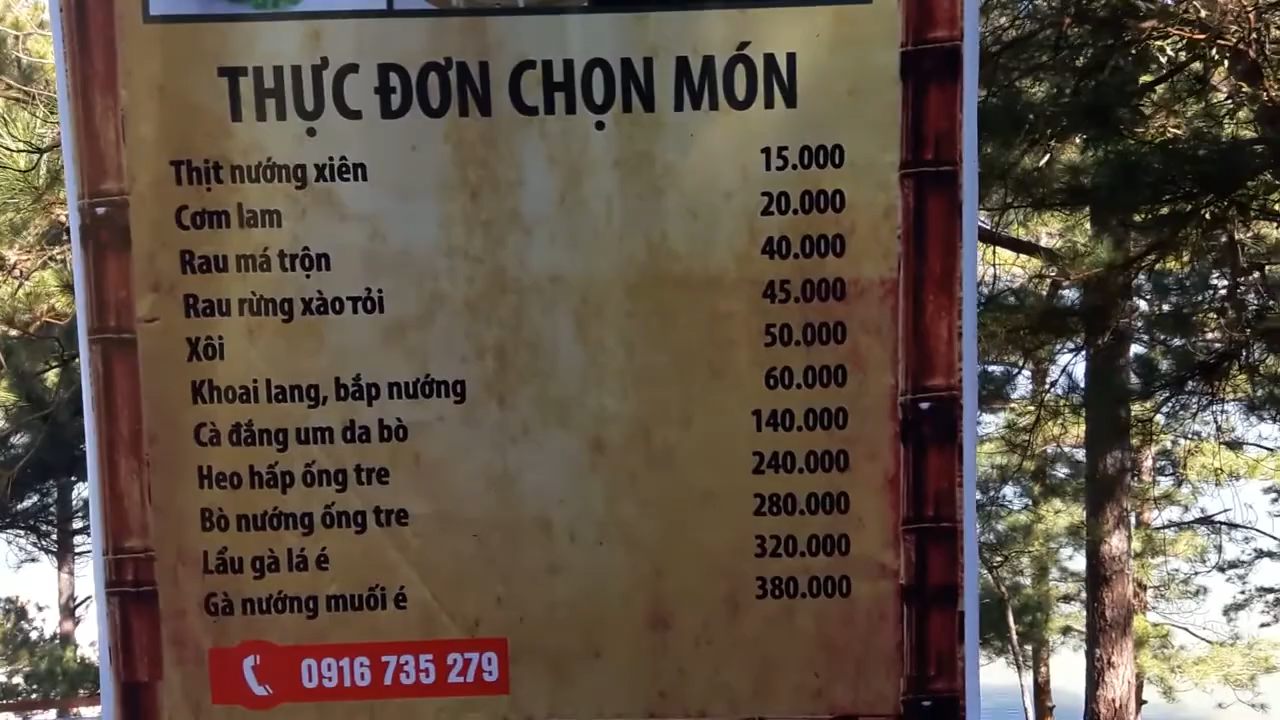 THỰC ĐƠN CHỌN MÓN
Thịt nướng xiên 15.000
Cơm lam 20.000
Rau má trộn 40.000
Rau rừng xào tỏi 45.000
Xôi 50.000
Khoai lang, bắp nướng 60.000
Cà đắng um da bò 140.000
Heo hấp ống tre 240.000
Bò nướng ống tre 280.000
Lẩu gà lá é 320.000
Gà nướng muối é 380.000
0916 735 279